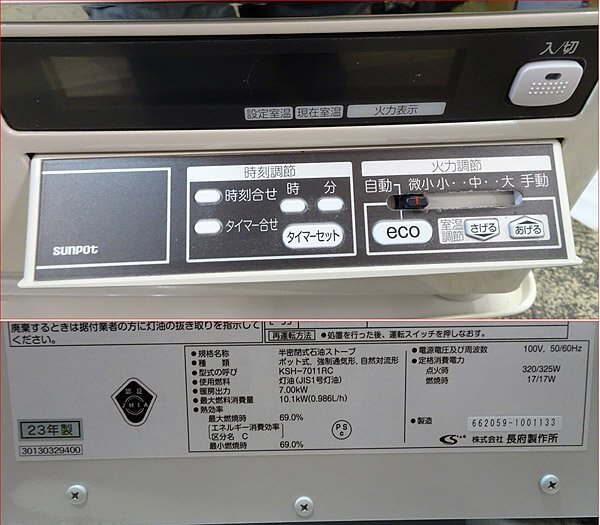 入/切
設定室温 現在室温 火力表示
時刻調節
火力調節
自動 微小 小・・中・・大 手動
時刻合せ 時 分
タイマー合せ タイマーセット
eco 室温調節 さげる あげる
sunpot
廃棄するときは据付業者の方に灯油の抜き取りを指示して
ください。
再運転方法 ●処置を行った後、運転スイッチを押しなおす。
●規格名称 半密閉式石油ストーブ
●種類 ポット式, 強制通気形, 自然対流形
●型式の呼び KSH-7011RC
●使用燃料 灯油(JIS1号灯油)
●暖房出力 7.00kW
●最大燃料消費量 10.1kW(0.986L/h)
●熱効率
最大燃焼時 69.0%
[エネルギー消費効率]
区分名 C
最小燃焼時 69.0%
PS
C
●電源電圧及び周波数 100V, 50/60Hz
●定格消費電力
点火時 320/325W
燃焼時 17/17W
●製造 662059-1001133
株式会社 長府製作所
JHIA
23年製
30130329400